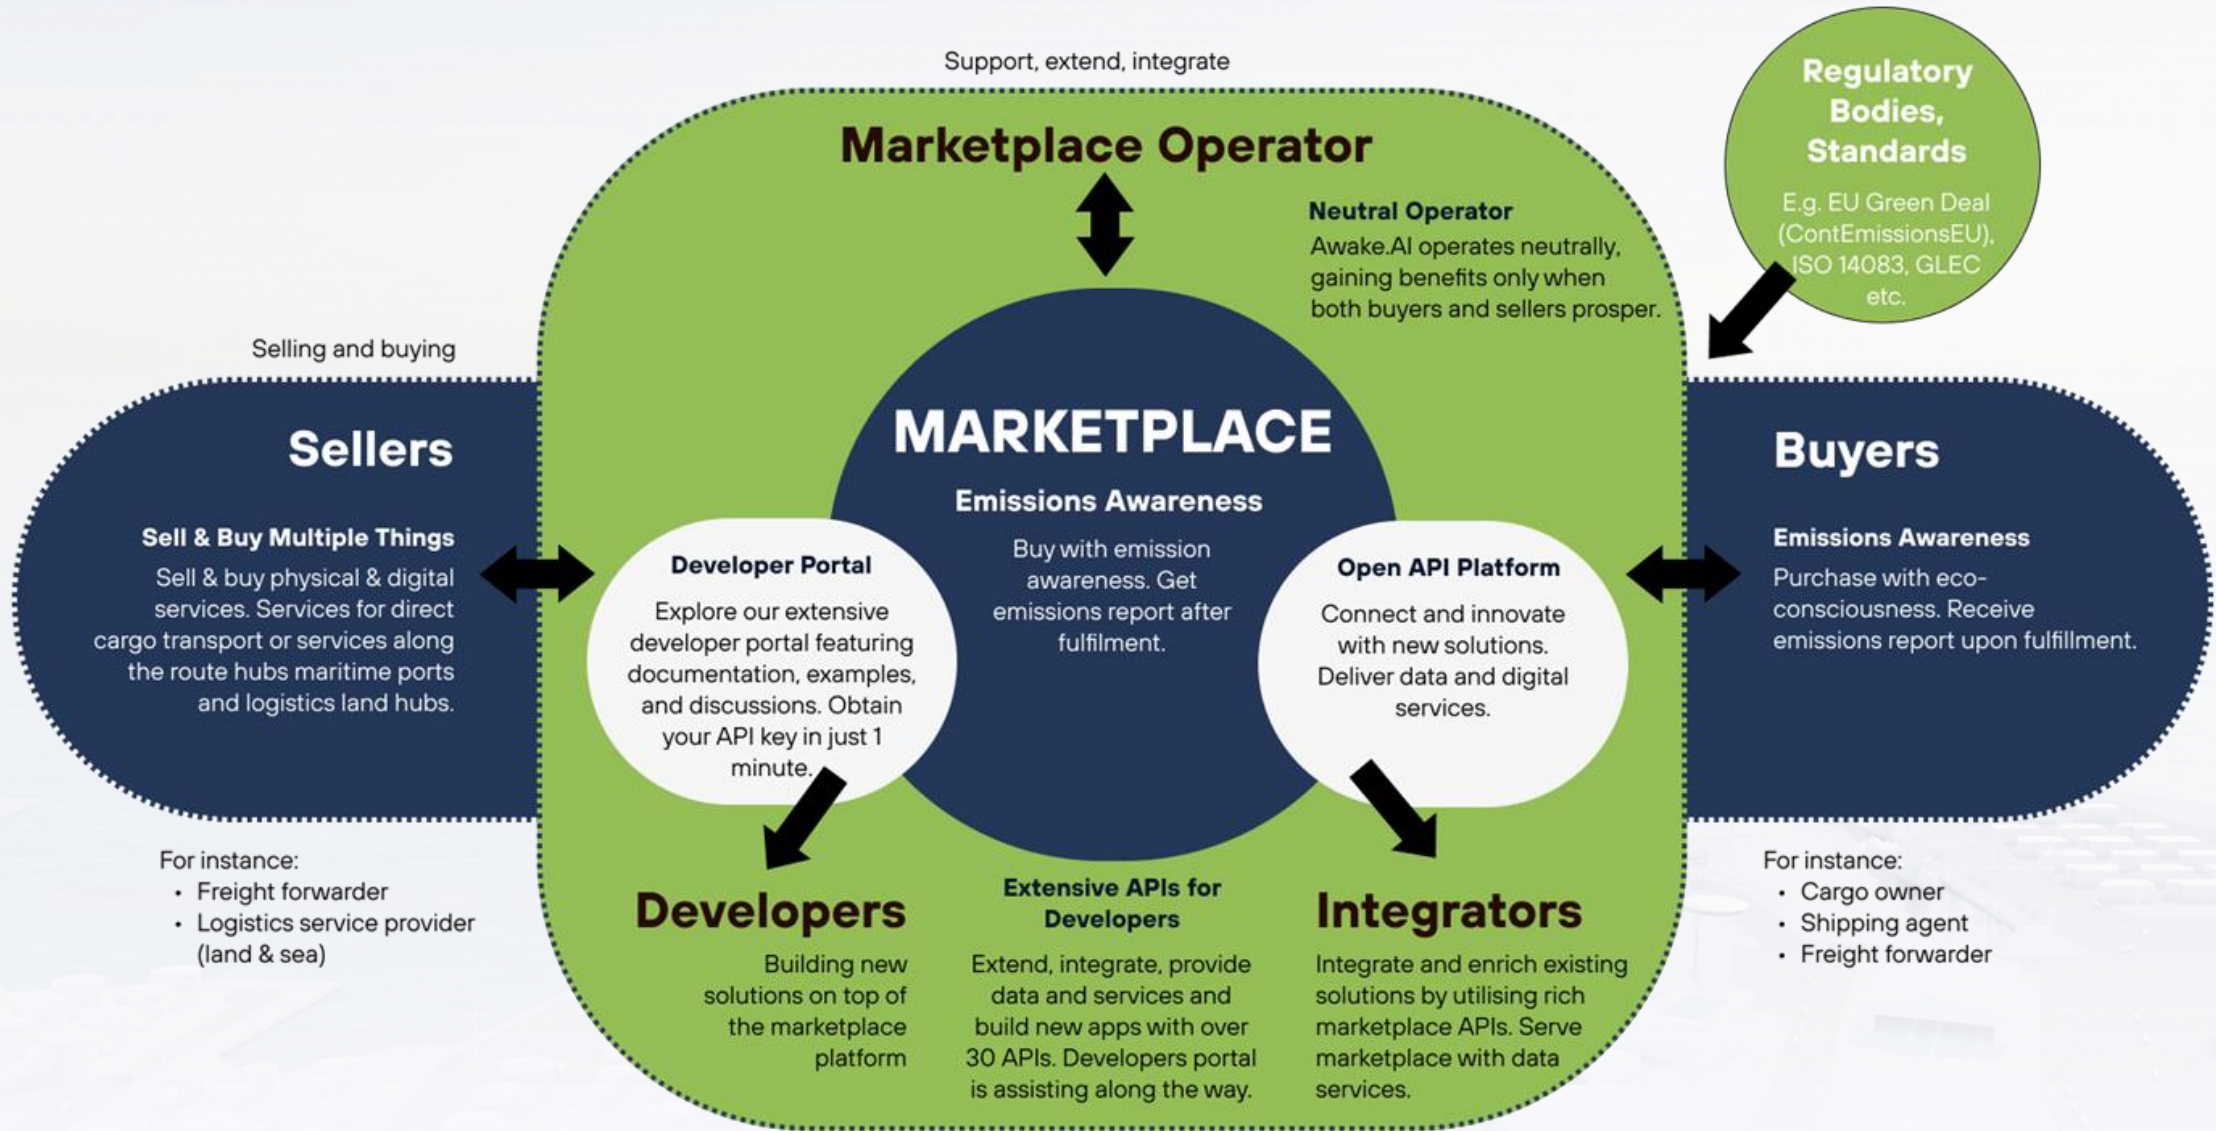 Support, extend, integrate
Marketplace Operator
Neutral Operator
Awake.AI operates neutrally,
gaining benefits only when
both buyers and sellers prosper.
Regulatory
Bodies,
Standards
E.g. EU Green Deal
(ContEmissionsEU),
ISO 14083, GLEC
etc.
Selling and buying
Sellers
Sell & Buy Multiple Things
Sell & buy physical & digital
services. Services for direct
cargo transport or services along
the route hubs maritime ports
and logistics land hubs.
For instance:
• Freight forwarder
• Logistics service provider
(land & sea)
MARKETPLACE
Emissions Awareness
Buy with emission
awareness. Get
emissions report after
fulfilment.
Developer Portal
Explore our extensive
developer portal featuring
documentation, examples,
and discussions. Obtain
your API key in just 1
minute.
Open API Platform
Connect and innovate
with new solutions.
Deliver data and digital
services.
Buyers
Emissions Awareness
Purchase with eco-
consciousness. Receive
emissions report upon fulfillment.
For instance:
• Cargo owner
• Shipping agent
• Freight forwarder
Developers
Building new
solutions on top of
the marketplace
platform
Extensive APIs for
Developers
Extend, integrate, provide
data and services and
build new apps with over
30 APIs. Developers portal
is assisting along the way.
Integrators
Integrate and enrich existing
solutions by utilising rich
marketplace APIs. Serve
marketplace with data
services.